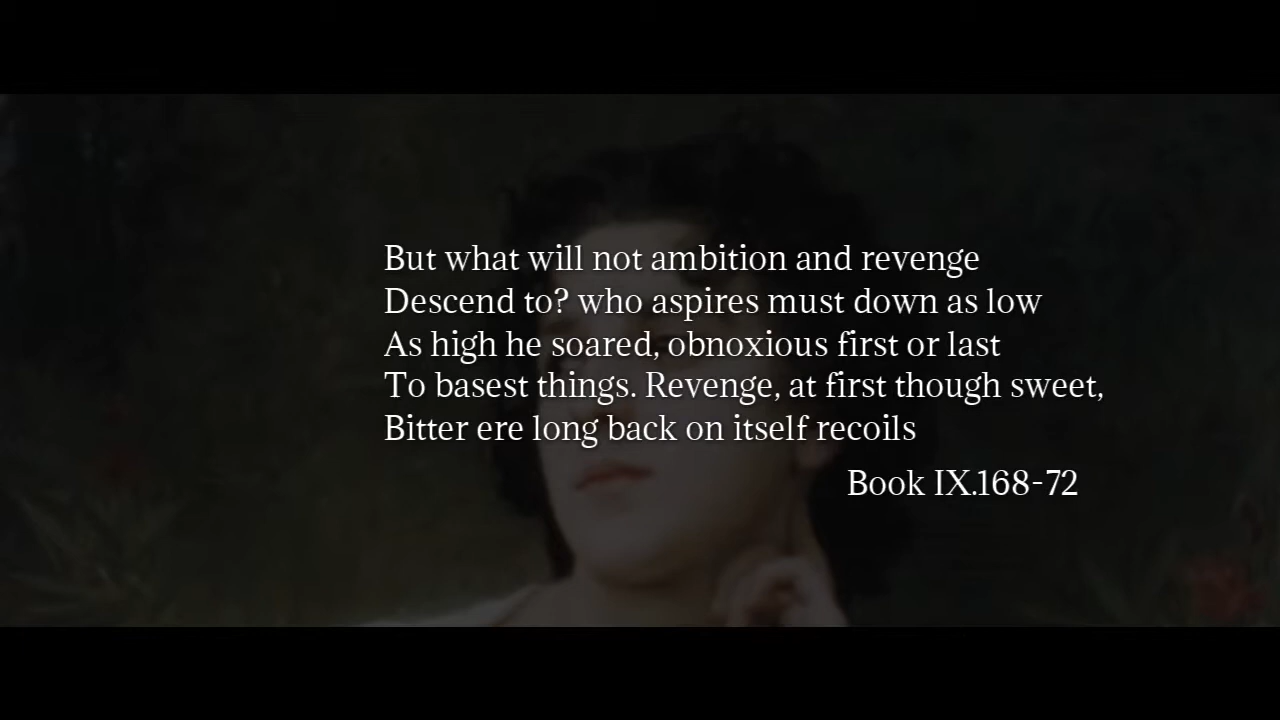 But what will not ambition and revenge
Descend to? who aspires must down as low
As high he soared, obnoxious first or last
To basest things. Revenge, at first though sweet,
Bitter ere long back on itself recoils
Book IX.168-72